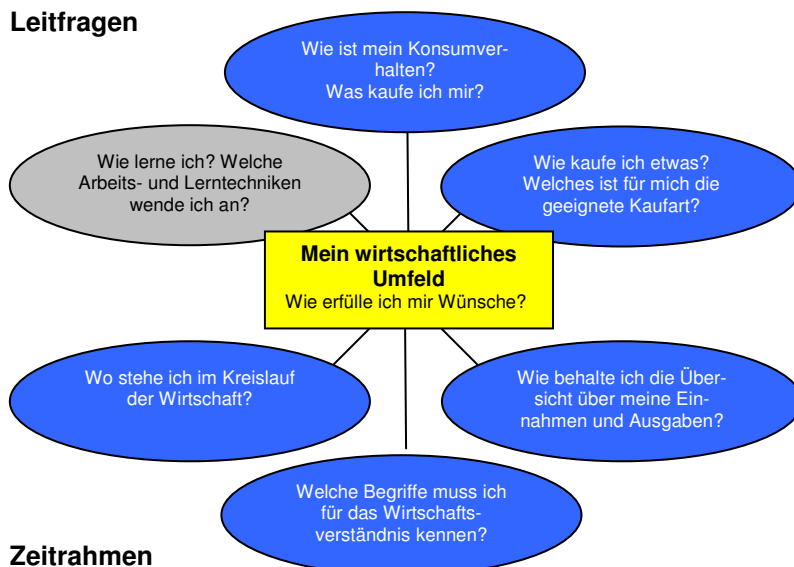 Leitfragen
Wie ist mein Konsumver-
halten?
Was kaufe ich mir?
Wie lerne ich? Welche
Arbeits- und Lerntechniken
wende ich an?
Wie kaufe ich etwas?
Welches ist für mich die
geeignete Kaufart?
Mein wirtschaftliches
Umfeld
Wie erfülle ich mir Wünsche?
Wo stehe ich im Kreislauf
der Wirtschaft?
Wie behalte ich die Über-
sicht über meine Ein-
nahmen und Ausgaben?
Welche Begriffe muss ich
für das Wirtschafts-
verständnis kennen?
Zeitrahmen